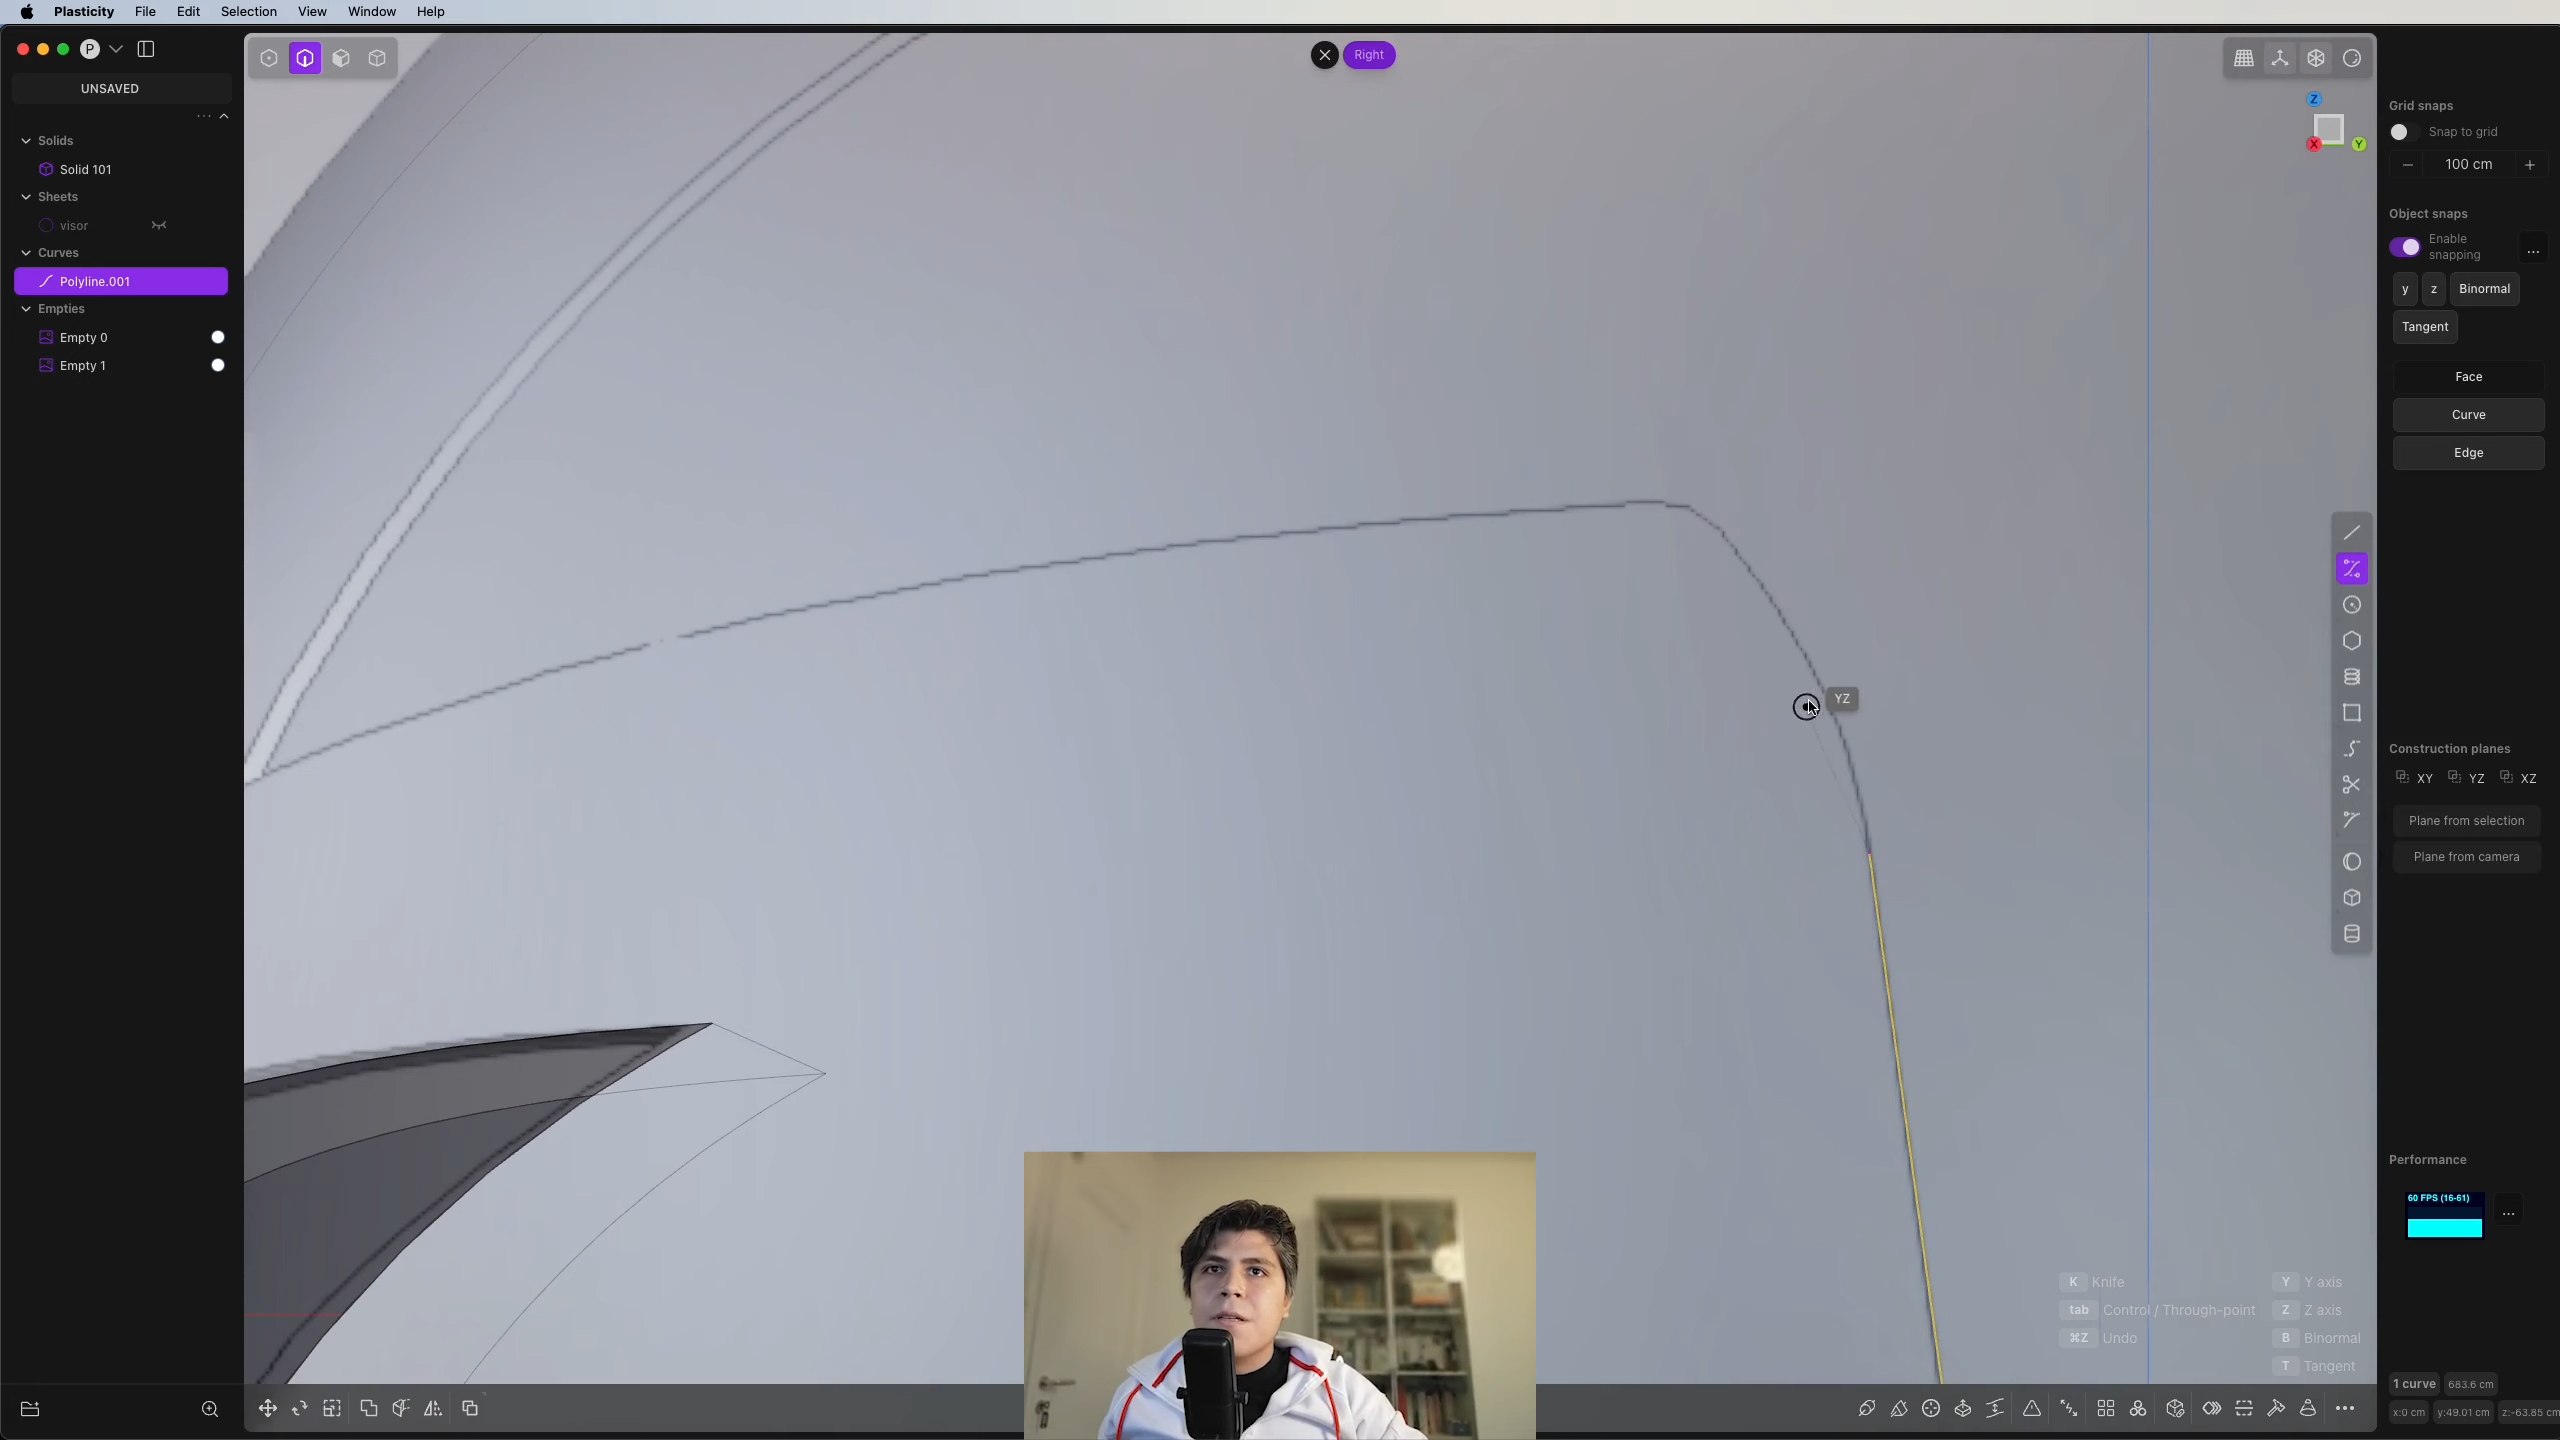 Plasticity File Edit Selection View Window Help
P
UNSAVED
Solids
Solid 101
Sheets
visor
Curves
Polyline.001
Empties
Empty 0
Empty 1
Right
Z
X
Y
YZ
Grid snaps
Snap to grid
100 cm
Object snaps
Enable
snapping
y z Binormal
Tangent
Face
Curve
Edge
Construction planes
XY YZ XZ
Plane from selection
Plane from camera
Performance
60 FPS (16-61)
K Knife Y Y axis
tab Control / Through-point Z Z axis
⌘Z Undo B Binormal
T Tangent
1 curve 683.6 cm
x:0 cm y:49.01 cm z:-63.85 cm